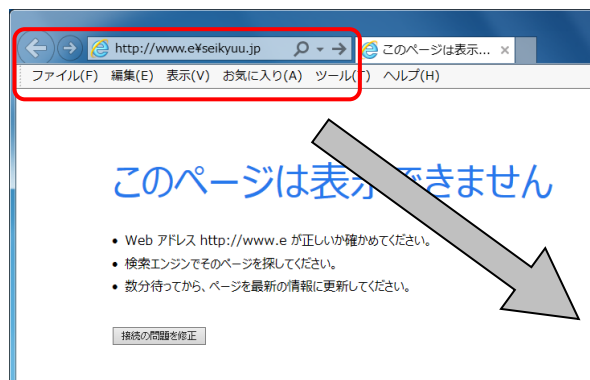 http://www.e¥seikyuu.jp
このページは表示...
ファイル(F) 編集(E) 表示(V) お気に入り(A) ツール(T) ヘルプ(H)
このページは表示できません
• Web アドレス http://www.e が正しいか確かめてください。
• 検索エンジンでそのページを探してください。
• 数分待ってから、ページを最新の情報に更新してください。
接続の問題を修正